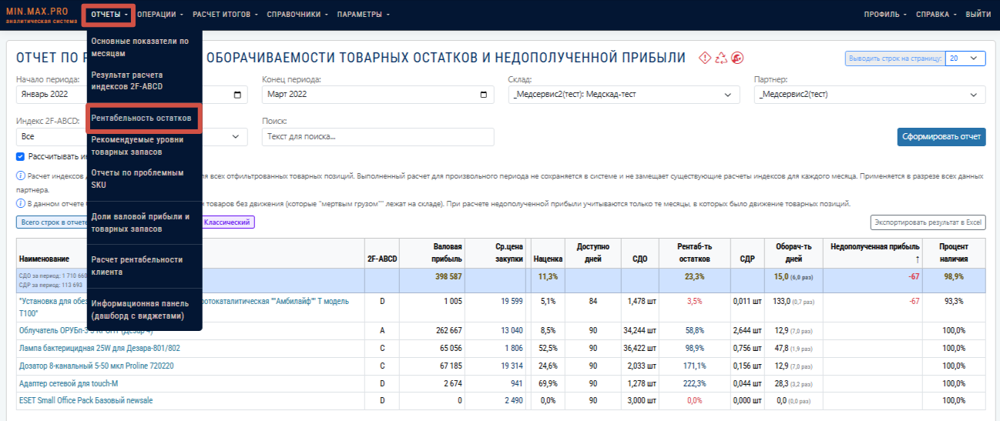 MIN.MAX.PRO
аналитическая система
ОТЧЕТЫ ОПЕРАЦИИ РАСЧЕТ ИТОГОВ СПРАВОЧНИКИ ПАРАМЕТРЫ ПРОФИЛЬ СПРАВКА ВЫЙТИ
Основные показатели по
месяцам
Результат расчета
индексов 2F-ABCD
Рентабельность остатков
Рекомендуемые уровни
товарных запасов
Отчеты по проблемным
SKU
Доли валовой прибыли и
товарных запасов
Расчет рентабельности
клиента
Информационная панель
(дашборд с виджетами)
ОТЧЕТ ПО ОБОРАЧИВАЕМОСТИ ТОВАРНЫХ ОСТАТКОВ И НЕДОПОЛУЧЕННОЙ ПРИБЫЛИ
Выводить строк на страницу: 20
Начало периода: Конец периода: Склад: Партнер:
Январь 2022 Март 2022 _Медсервис2(тест): Медскад-тест _Медсервис2(тест)
Индекс 2F-ABCD: Поиск:
Все Текст для поиска... Сформировать отчет
Рассчитывать
Расчет индексов для всех отфильтрованных товарных позиций. Выполненный расчет для произвольного периода не сохраняется в системе и не замещает существующие расчеты индексов для каждого месяца. Применяется в разрезе всех данных
партнера.
В данном отчете товаров без движения (которые "мертвым грузом"" лежат на складе). При расчете недополученной прибыли учитываются только те месяцы, в которых было движение товарных позиций.
Всего строк в отчете Классический Экспортировать результат в Excel
Валовая Ср.цена Доступно Рентаб-ть Оборач-ть Недополученная прибыль Процент
Наименование 2F-ABCD прибыль закупки Наценка дней СДО остатков СДР дней ↑ наличия
СДО за период: 1 710 660 398 587 11,3% 23,3% 15,0 (6,0 раз) -67 98,9%
СДР за период: 113 693
"Установка для обез фотокаталитическая ""Амбилайф"" Т модель D 1 005 19 599 5,1% 84 1,478 шт 3,5% 0,011 шт 133,0 (0,7 раз) -67 93,3%
Т100"
Облучатель ОРУБп-3-3 КРОНТ (Дезар 4) A 262 667 13 040 8,5% 90 34,244 шт 58,8% 2,644 шт 12,9 (7,0 раз) 100,0%
Лампа бактерицидная 25W для Дезара-801/802 C 65 056 1 806 52,5% 90 36,422 шт 98,9% 0,756 шт 47,8 (1,9 раз) 100,0%
Дозатор 8-канальный 5-50 мкл Proline 720220 C 67 185 19 314 24,6% 90 2,033 шт 171,1% 0,156 шт 12,9 (7,0 раз) 100,0%
Адаптер сетевой для touch-M D 2 674 941 69,9% 90 1,278 шт 222,3% 0,044 шт 28,3 (3,2 раз) 100,0%
ESET Small Office Pack Базовый newsale D 0 2 490 0,0% 90 3,000 шт 0,0% 0,000 шт 0,0 (0,0 раз) 100,0%